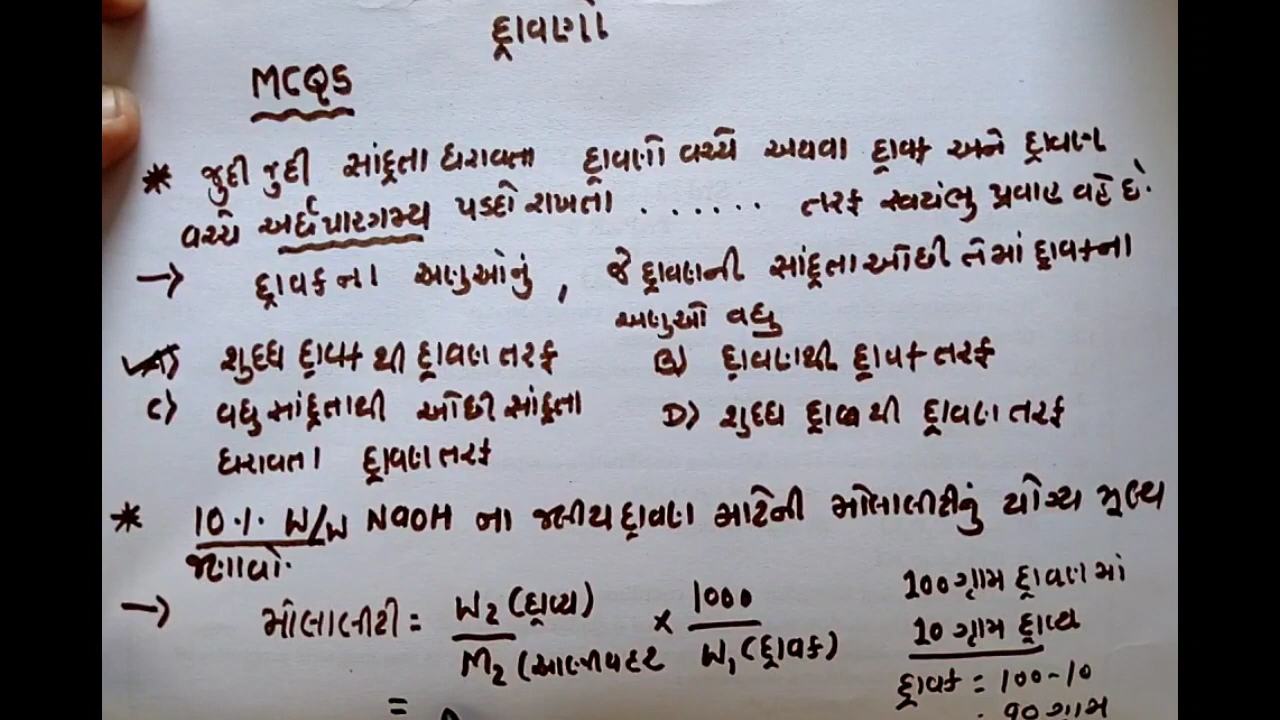 દ્રાવણો
MCQS
* જુદી જુદી સાંદ્રતા ધરાવતા દ્રાવણો વચ્ચે અથવા દ્રાવક અને દ્રાવણ
વચ્ચે અર્ધપારગમ્ય પડદો રાખતા ...... તરફ સ્વયંભુ પ્રવાહ વહે છે.
→ દ્રાવકના અણુઓનું , જે દ્રાવણની સાંદ્રતા ઓછી તેમાં દ્રાવકના
અણુઓ વધુ
A) શુદ્ધ દ્રાવક થી દ્રાવણ તરફ B) દ્રાવણથી દ્રાવક તરફ
C) વધુ સાંદ્રતાથી ઓછી સાંદ્રતા D) શુદ્ધ દ્રાવ્ય થી દ્રાવણ તરફ
ધરાવતા દ્રાવણ તરફ
* 10% W/W NaOH ના જલીય દ્રાવણ માટેની મોલાલીટીનું યોગ્ય મૂલ્ય
જણાવો.
→ મોલાલીટી = W2 (દ્રાવ્ય) / M2 (આણ્વીયદર × 1000 / W1 (દ્રાવક)
100 ગ્રામ દ્રાવણ માં
10 ગ્રામ દ્રાવ્ય
દ્રાવક = 100-10
= 90 ગ્રામ
=